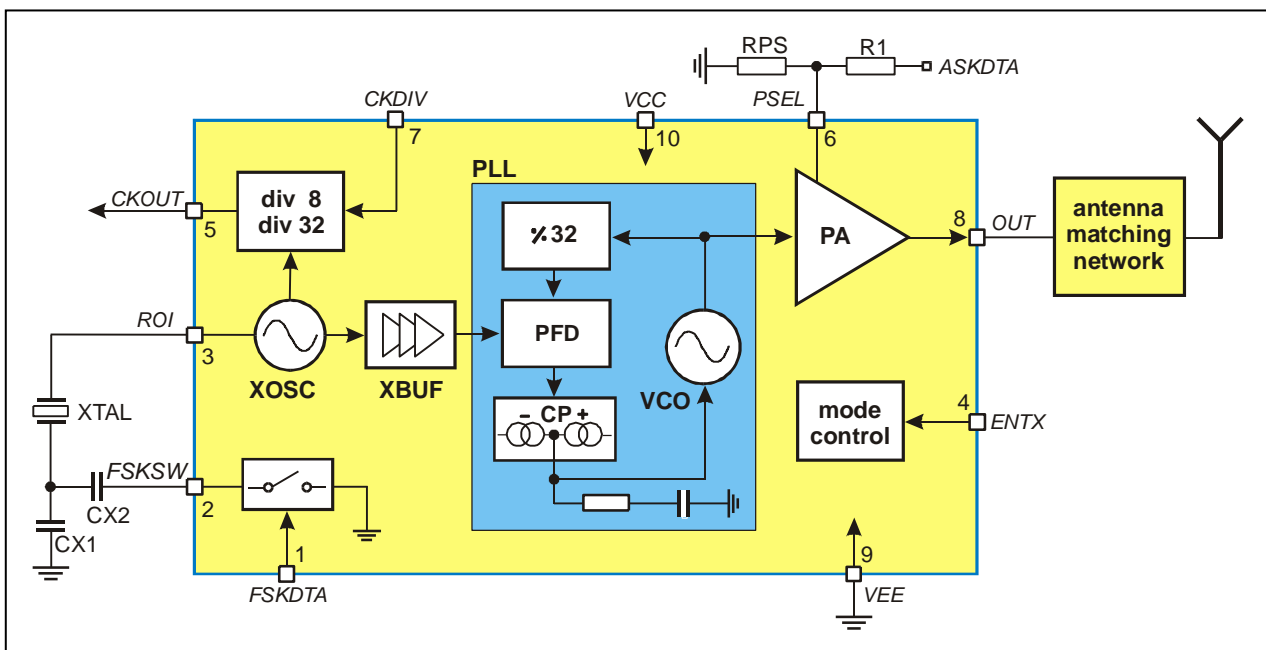 RPS
R1
ASKDTA
CKDIV
VCC
PSEL
7
10
6
PLL
CKOUT
5
div 8
div 32
٪32
PA
8
OUT
antenna
matching
network
ROI
3
XOSC
XBUF
PFD
VCO
XTAL
- CP +
mode
control
4
ENTX
FSKSW
2
CX2
CX1
1
FSKDTA
9
VEE